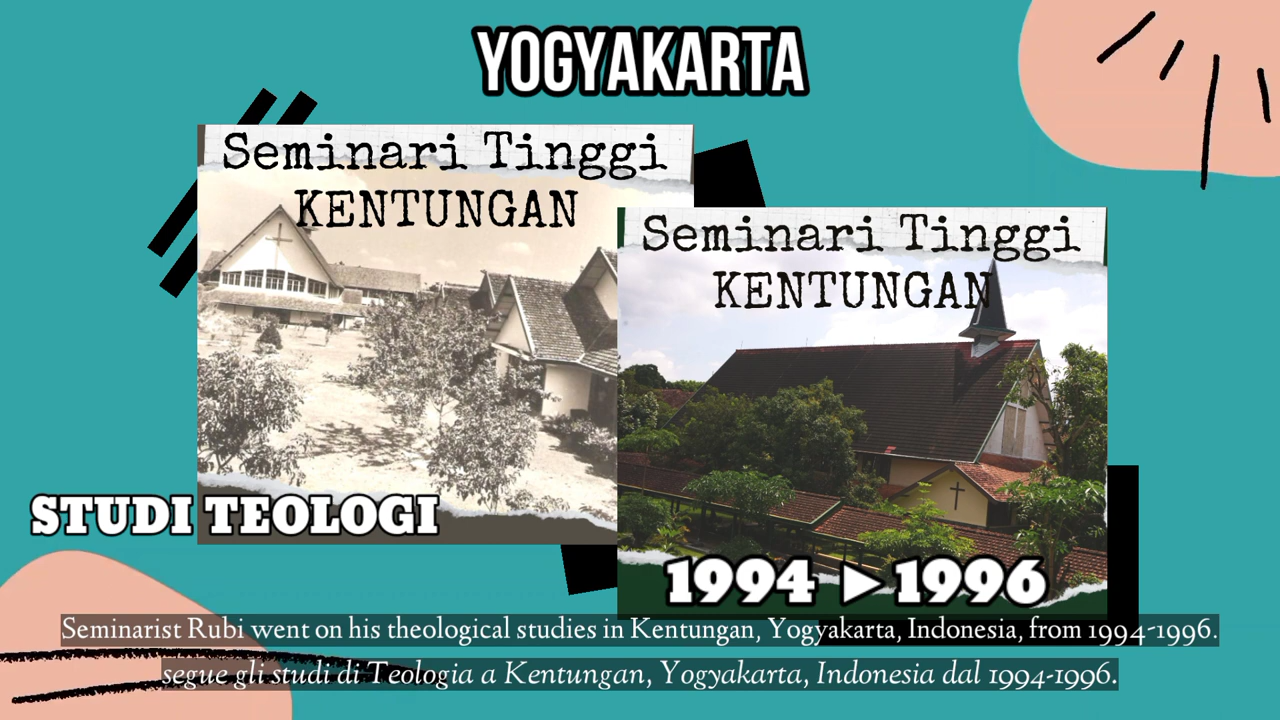 YOGYAKARTA
Seminari Tinggi
KENTUNGAN
Seminari Tinggi
KENTUNGAN
STUDI TEOLOGI
1994 ▶ 1996
Seminarist Rubi went on his theological studies in Kentungan, Yogyakarta, Indonesia, from 1994-1996.
segue gli studi di Teologia a Kentungan, Yogyakarta, Indonesia dal 1994-1996.